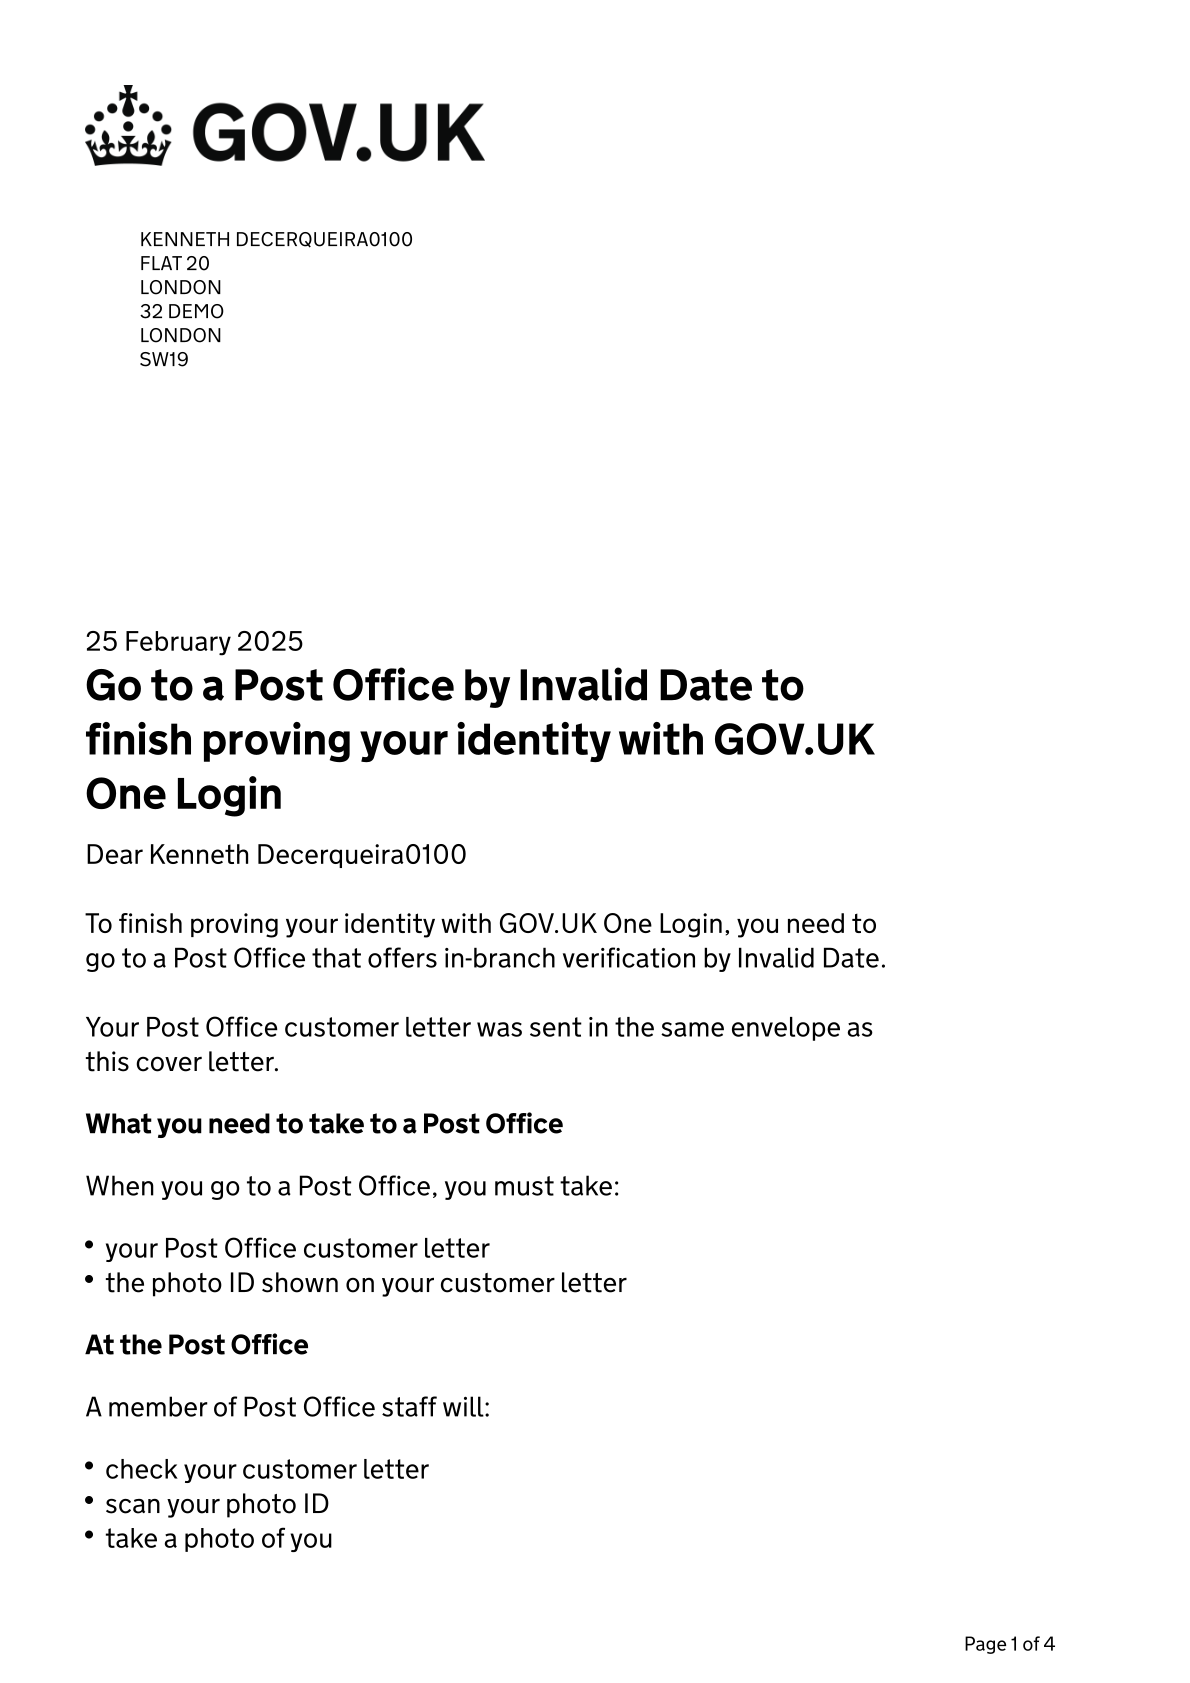 GOV.UK
KENNETH DECERQUEIRA0100
FLAT 20
LONDON
32 DEMO
LONDON
SW19
25 February 2025
Go to a Post Office by Invalid Date to
finish proving your identity with GOV.UK
One Login
Dear Kenneth Decerqueira0100
To finish proving your identity with GOV.UK One Login, you need to
go to a Post Office that offers in-branch verification by Invalid Date.
Your Post Office customer letter was sent in the same envelope as
this cover letter.
What you need to take to a Post Office
When you go to a Post Office, you must take:
• your Post Office customer letter
• the photo ID shown on your customer letter
At the Post Office
A member of Post Office staff will:
• check your customer letter
• scan your photo ID
• take a photo of you
Page 1 of 4